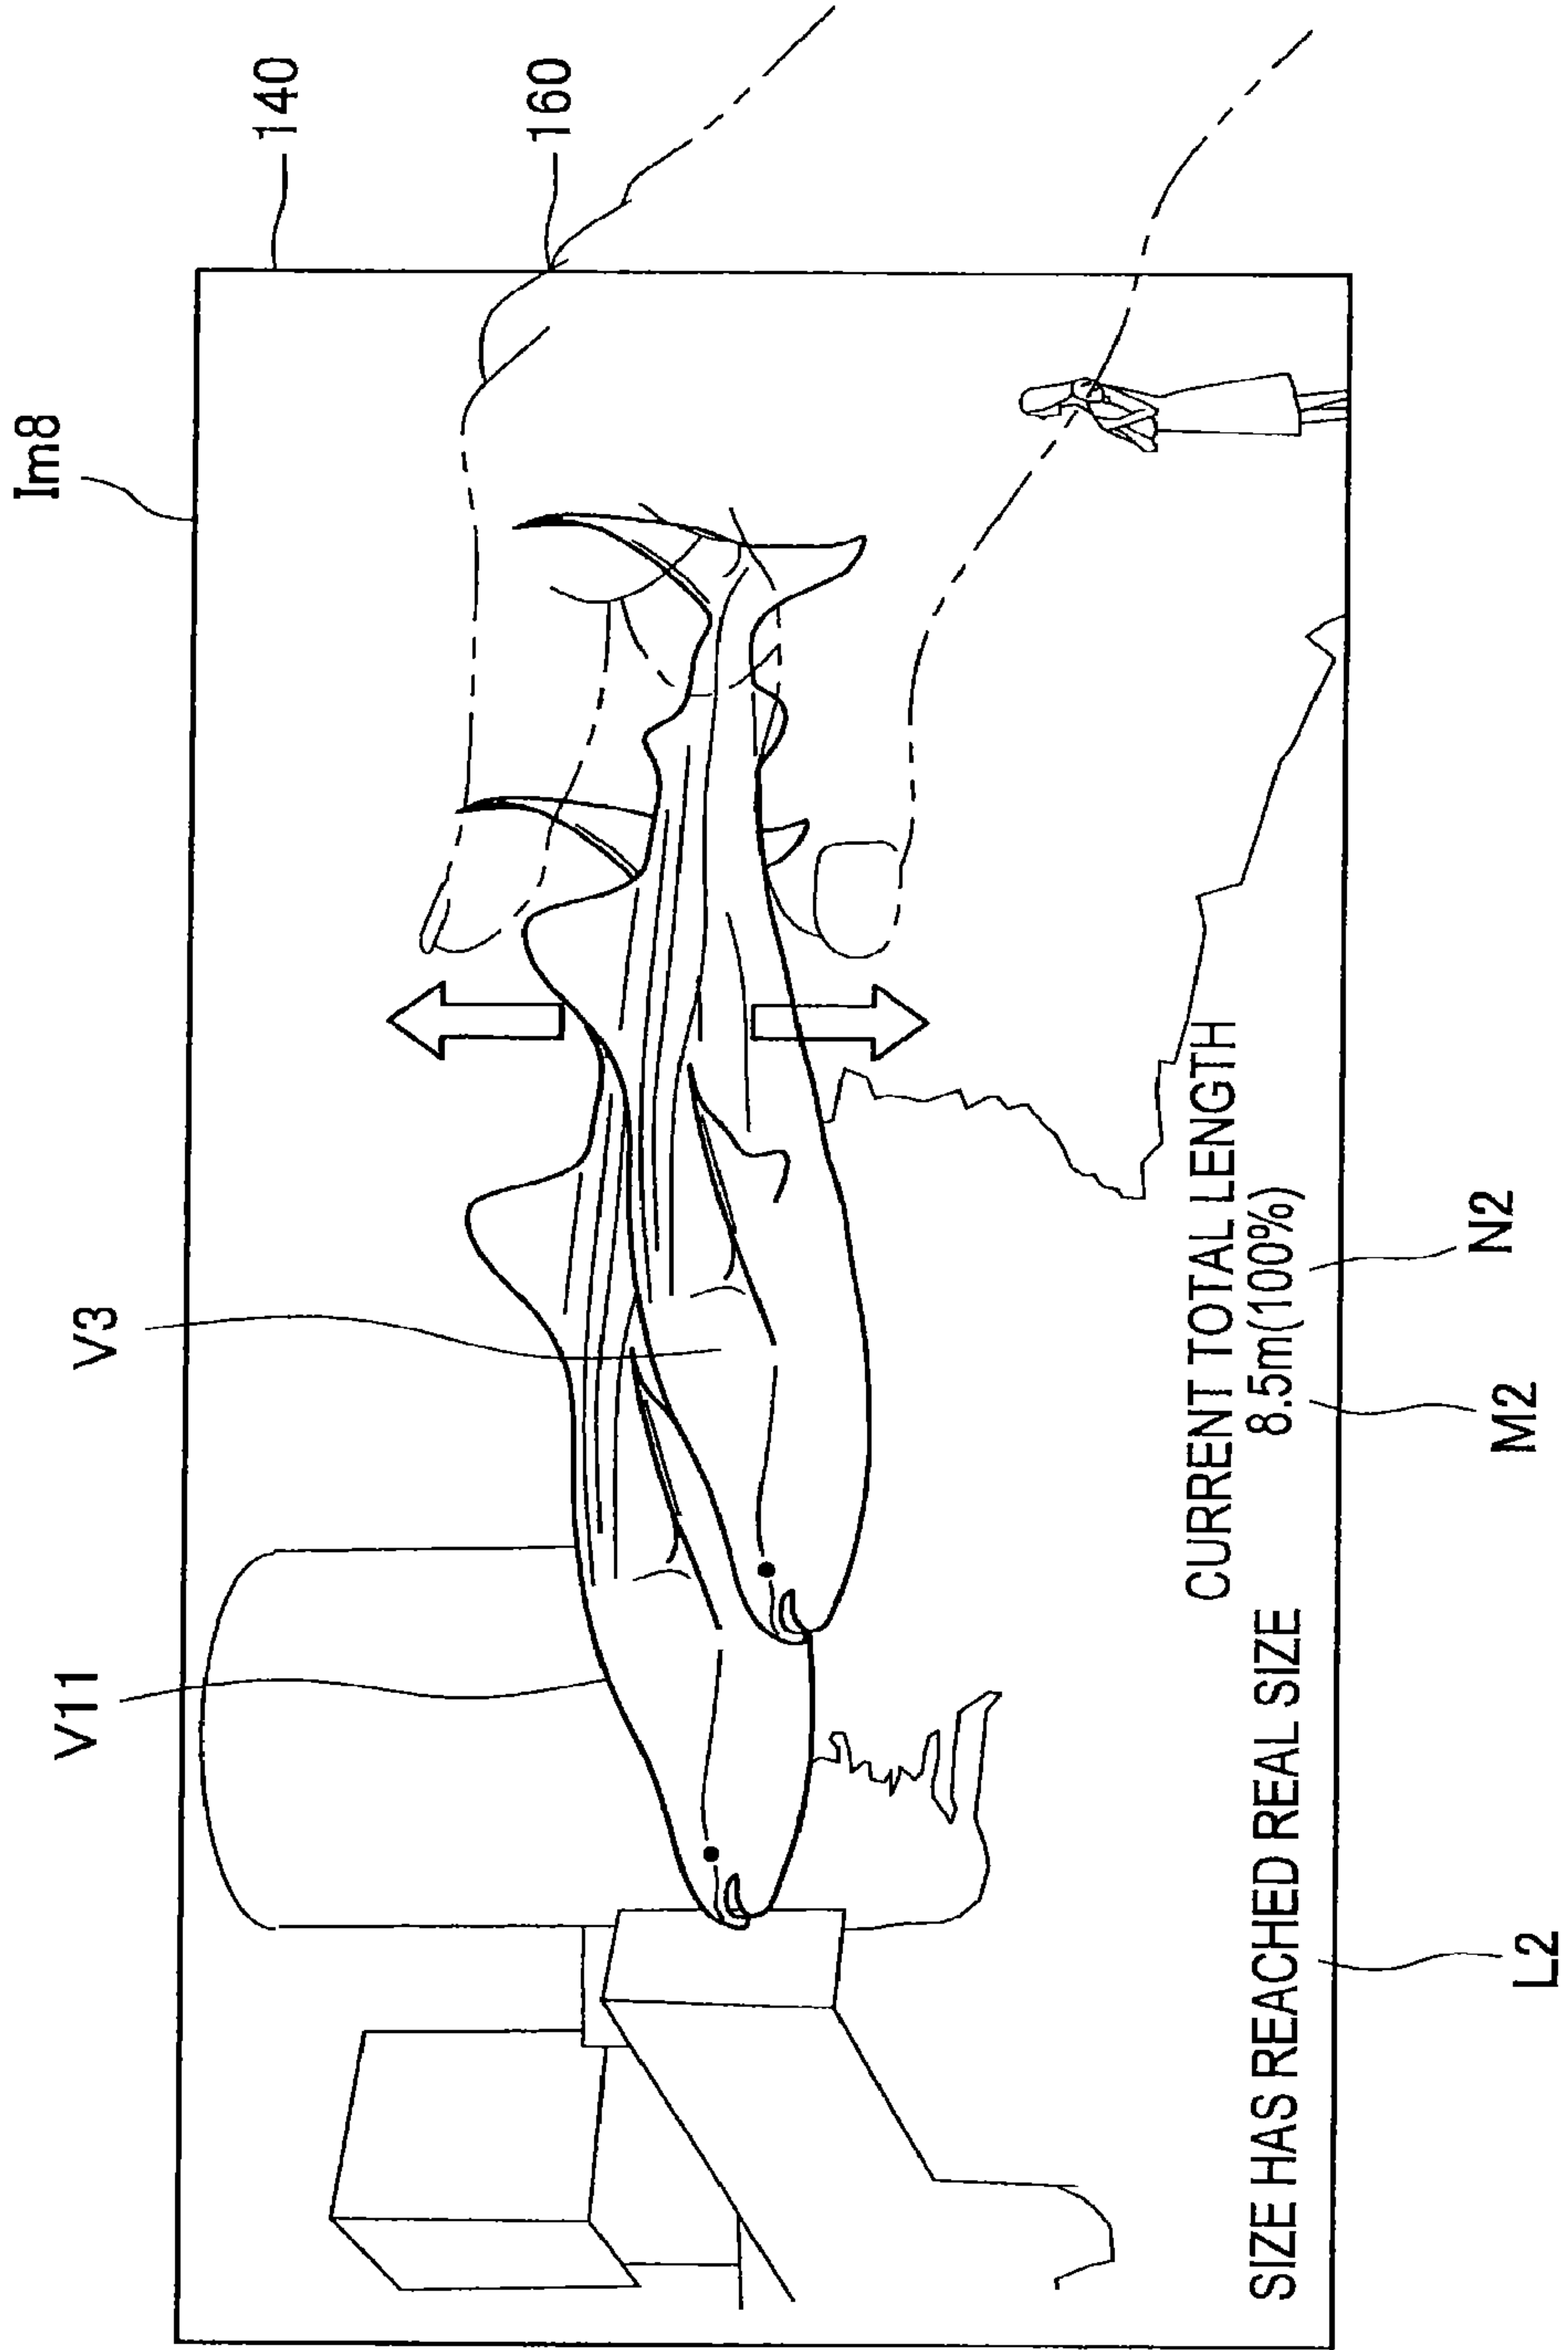 Im8
140
160
V11
V3
CURRENT TOTAL LENGTH
8.5m(100%)
SIZE HAS REACHED REAL SIZE
L2
M2
N2